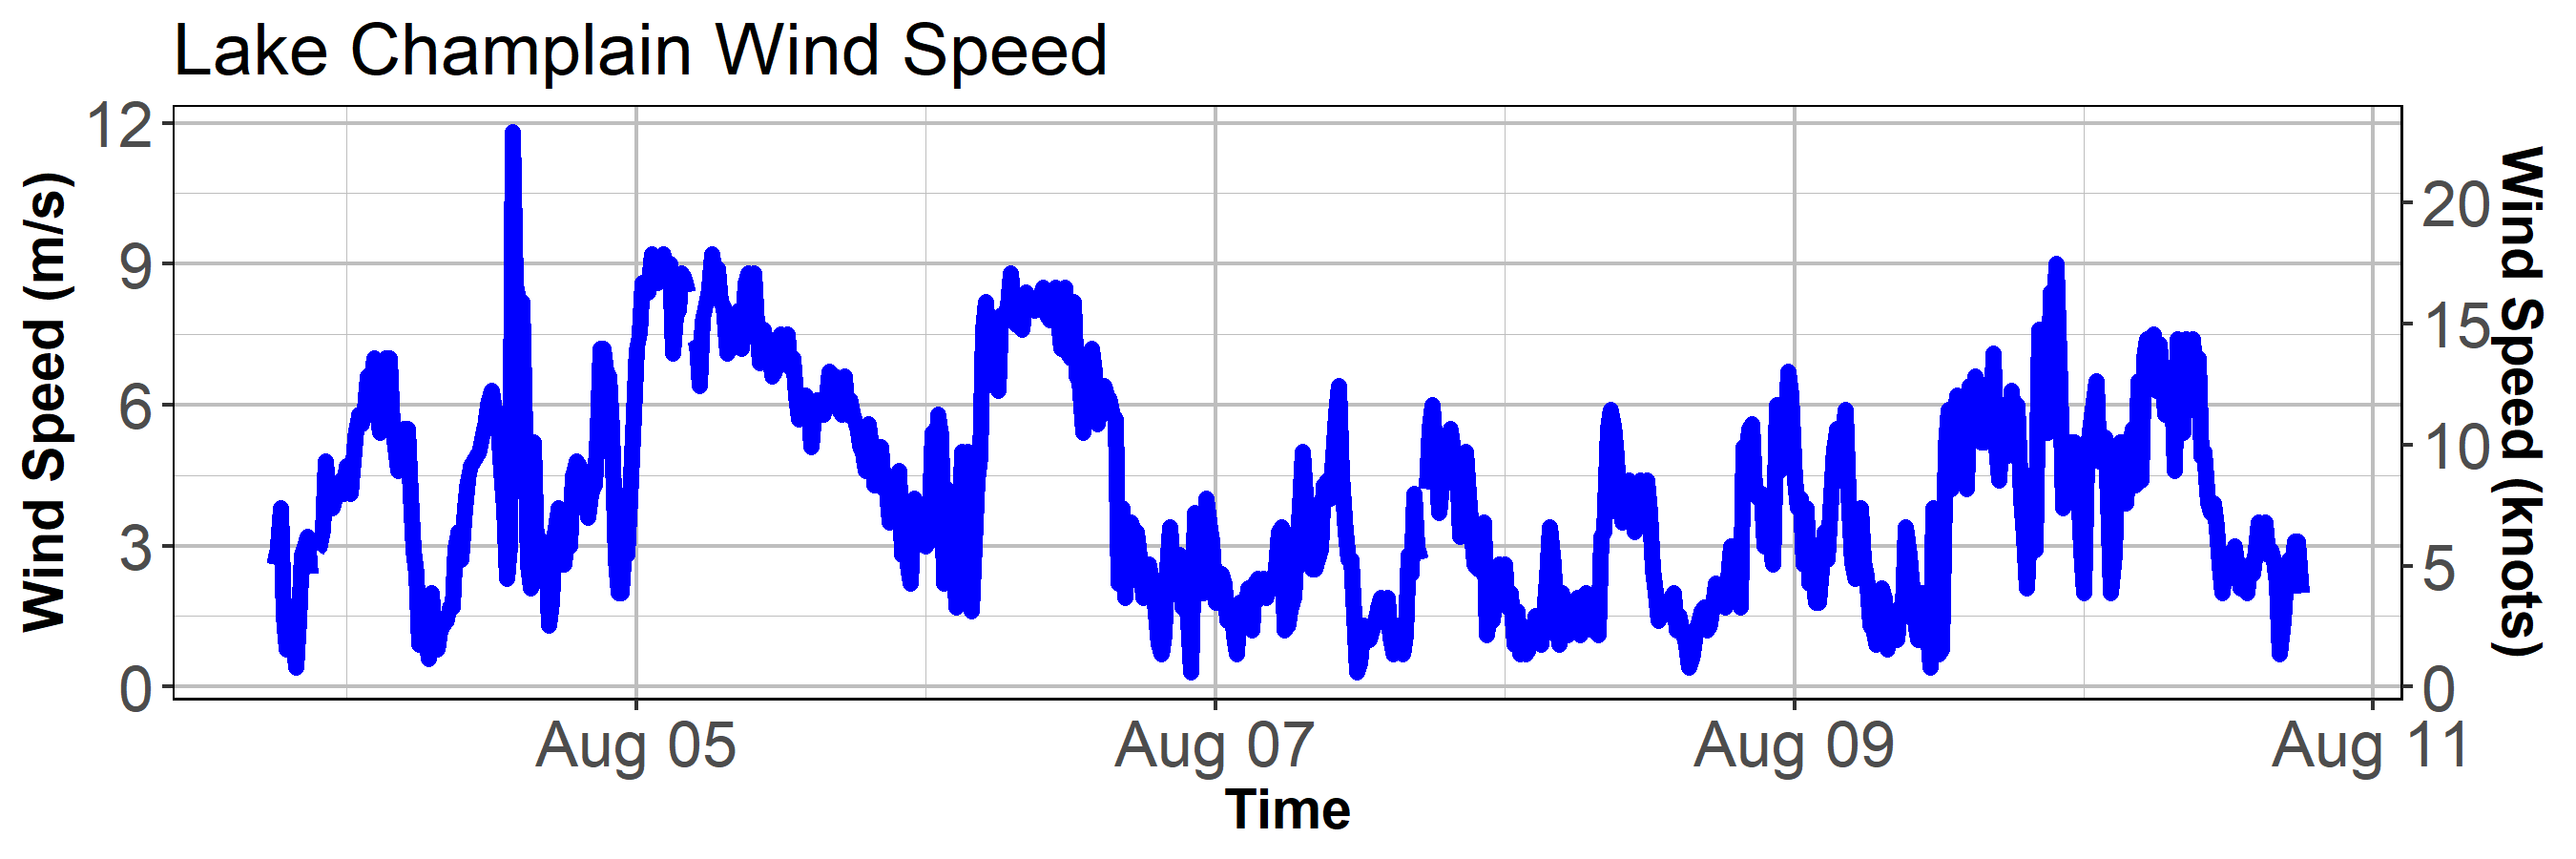 Lake Champlain Wind Speed
12
9
6
3
0
Wind Speed (m/s)
20
15
10
5
0
Wind Speed (knots)
Aug 05 Aug 07 Aug 09 Aug 11
Time